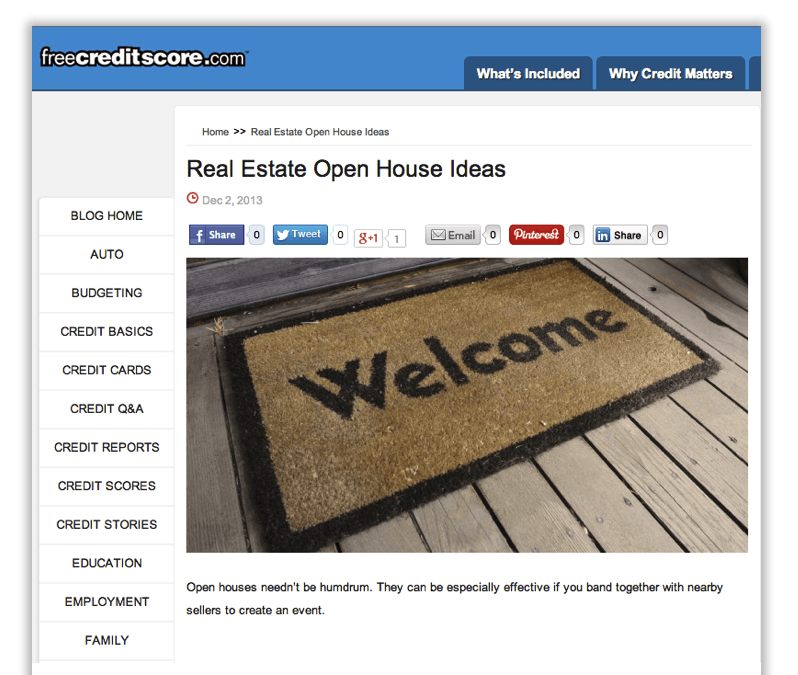 freecreditscore.com™
What's Included
Why Credit Matters
Home >> Real Estate Open House Ideas
Real Estate Open House Ideas
Dec 2, 2013
f Share 0
Tweet 0
g+1 1
Email 0
Pinterest 0
in Share 0
BLOG HOME
AUTO
BUDGETING
CREDIT BASICS
CREDIT CARDS
CREDIT Q&A
CREDIT REPORTS
CREDIT SCORES
CREDIT STORIES
EDUCATION
EMPLOYMENT
FAMILY
Welcome
Open houses needn't be humdrum. They can be especially effective if you band together with nearby
sellers to create an event.